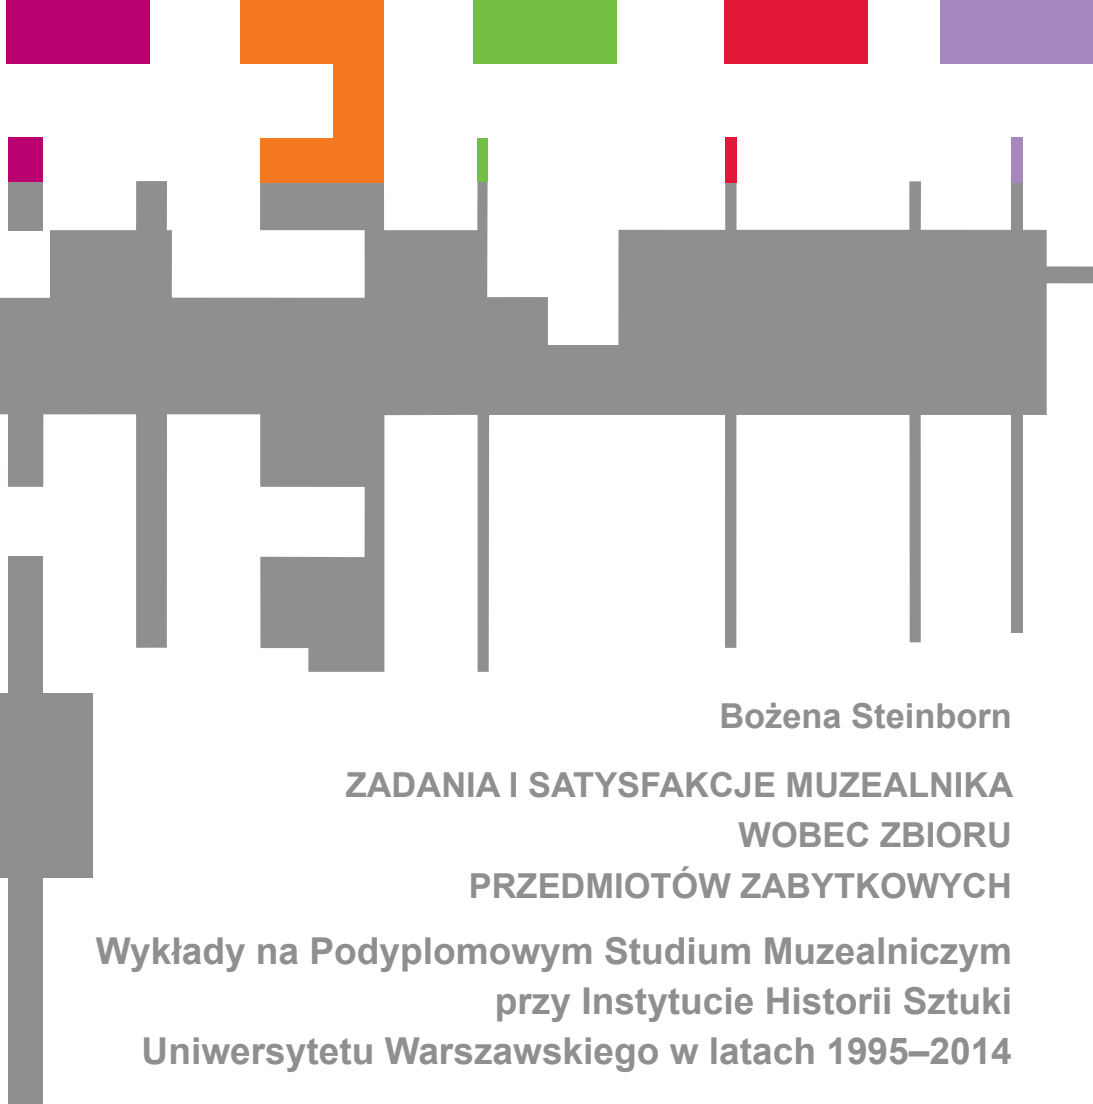 Bożena Steinborn
ZADANIA I SATYSFAKCJE MUZEALNIKA
WOBEC ZBIORU
PRZEDMIOTÓW ZABYTKOWYCH
Wykłady na Podyplomowym Studium Muzealniczym
przy Instytucie Historii Sztuki
Uniwersytetu Warszawskiego w latach 1995–2014